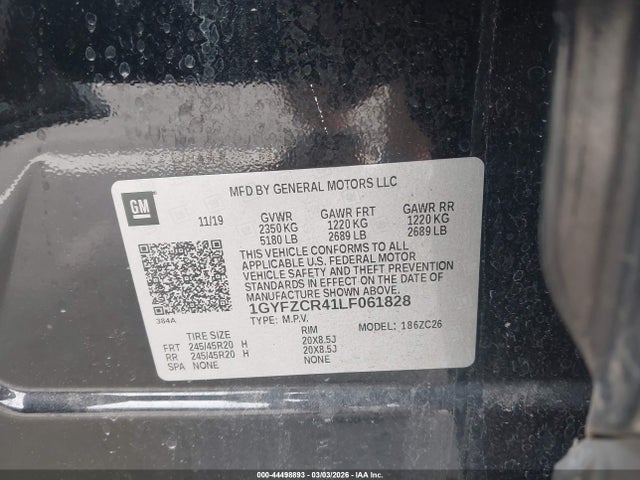 MFD BY GENERAL MOTORS LLC
GM
11/19 GVWR GAWR FRT GAWR RR
2350 KG 1220 KG 1220 KG
5180 LB 2689 LB 2689 LB
THIS VEHICLE CONFORMS TO ALL
APPLICABLE U.S. FEDERAL MOTOR
VEHICLE SAFETY AND THEFT PREVENTION
STANDARDS IN EFFECT ON THE DATE OF
MANUFACTURE SHOWN ABOVE.
1GYFZCR41LF061828
384A
TYPE: M.P.V. MODEL: 186ZC26
TIRE SIZE RIM
FRT 245/45R20 H 20X8.5J
RR 245/45R20 H 20X8.5J
SPA NONE NONE
000-44498893 - 03/03/2026 - IAA Inc.